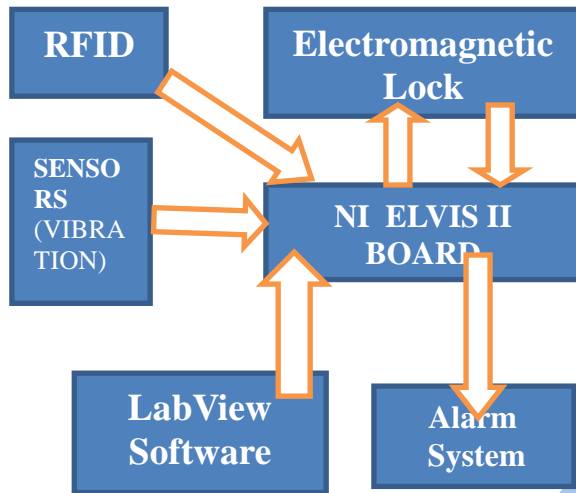 RFID
Electromagnetic
Lock
SENSO
RS
(VIBRA
TION)
NI ELVIS II
BOARD
LabView
Software
Alarm
System